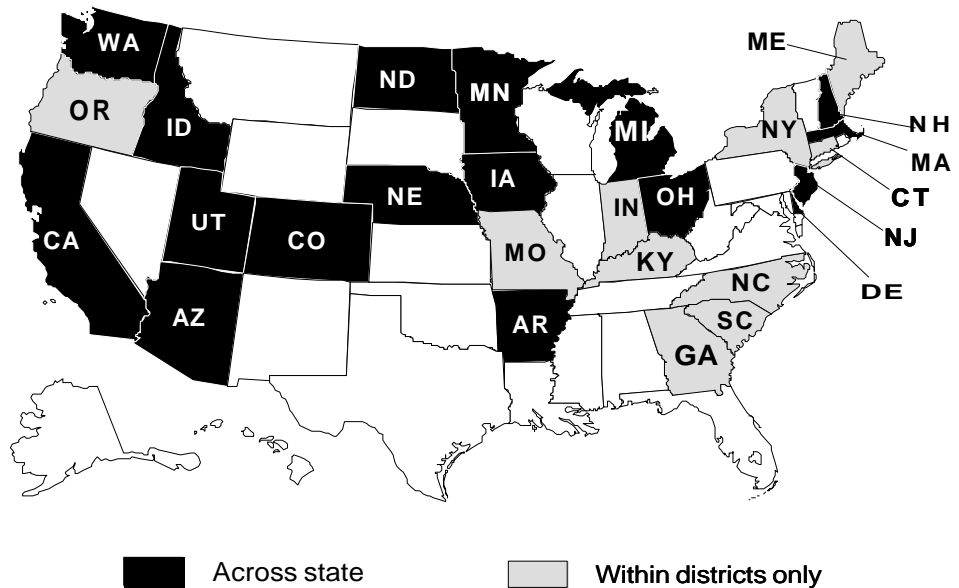 WA
ME
ND
MN
OR
NY
NH
ID
MI
MA
IA
OH
NE
CT
IN
UT
NJ
CA
CO
MO
KY
NC
DE
AZ
AR
SC
GA
Across state
Within districts only